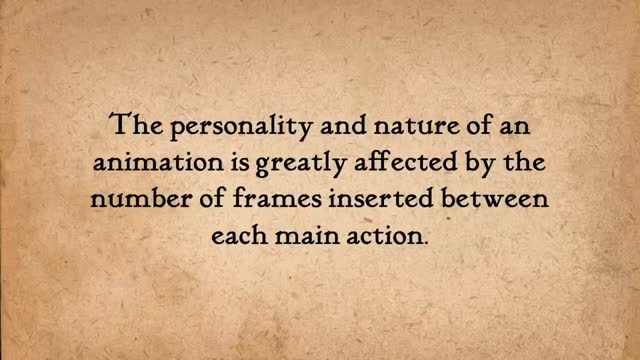 The personality and nature of an
animation is greatly affected by the
number of frames inserted between
each main action.